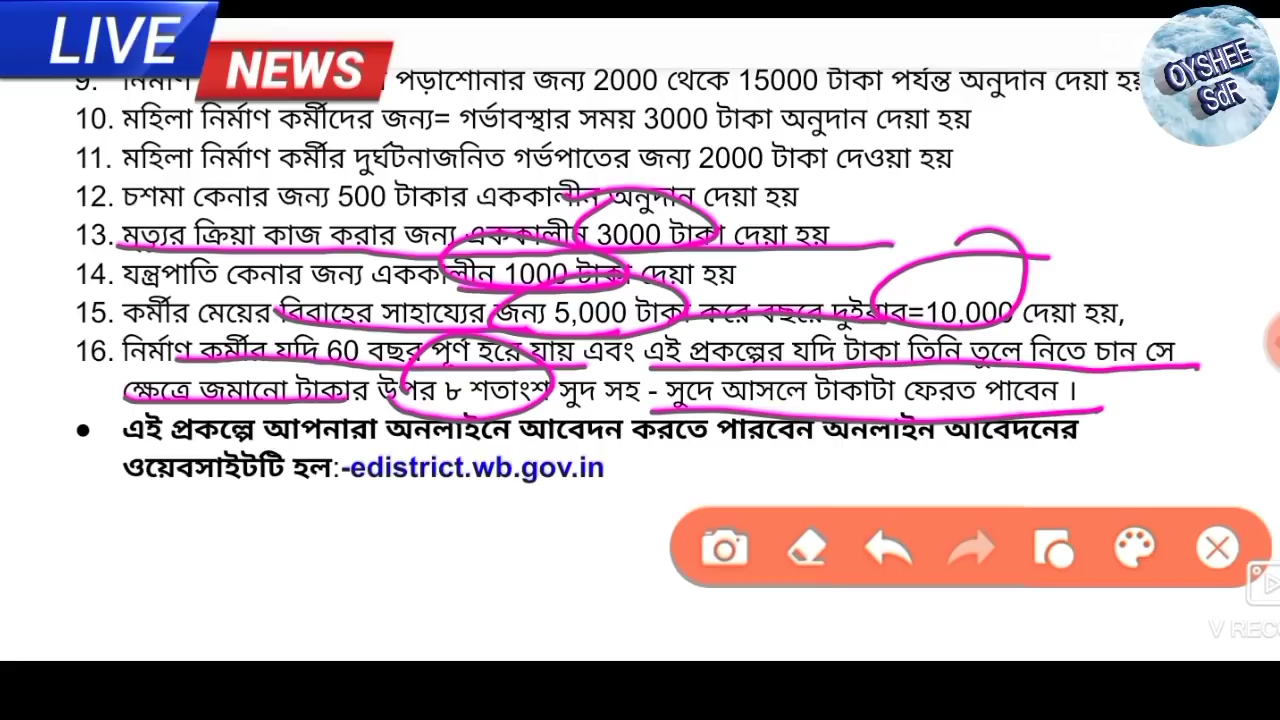 LIVE
NEWS
OYSHEE
SdR
9. নির্মাণ পড়াশোনার জন্য 2000 থেকে 15000 টাকা পর্যন্ত অনুদান দেয়া হয়
10. মহিলা নির্মাণ কর্মীদের জন্য= গর্ভাবস্থার সময় 3000 টাকা অনুদান দেয়া হয়
11. মহিলা নির্মাণ কর্মীর দুর্ঘটনাজনিত গর্ভপাতের জন্য 2000 টাকা দেওয়া হয়
12. চশমা কেনার জন্য 500 টাকার এককালীন অনুদান দেয়া হয়
13. মৃত্যুর ক্রিয়া কাজ করার জন্য এককালীন 3000 টাকা দেয়া হয়
14. যন্ত্রপাতি কেনার জন্য এককালীন 1000 টাকা দেয়া হয়
15. কর্মীর মেয়ের বিবাহের সাহায্যের জন্য 5,000 টাকা করে বছরে দুইবার=10,000 দেয়া হয়,
16. নির্মাণ কর্মীর যদি 60 বছর পূর্ণ হয়ে যায় এবং এই প্রকল্পের যদি টাকা তিনি তুলে নিতে চান সে
ক্ষেত্রে জমানো টাকার উপর ৮ শতাংশ সুদ সহ - সুদে আসলে টাকাটা ফেরত পাবেন ।
● এই প্রকল্পে আপনারা অনলাইনে আবেদন করতে পারবেন অনলাইন আবেদনের
ওয়েবসাইটটি হল:-edistrict.wb.gov.in
V REC